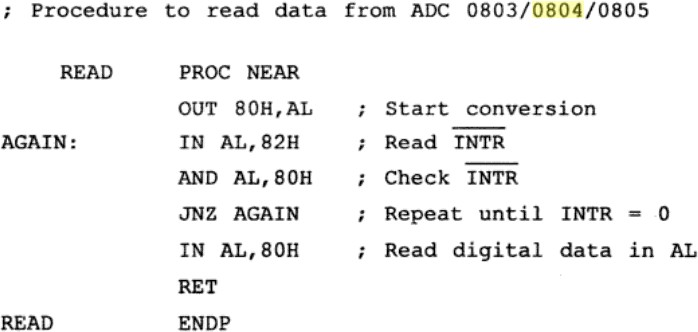 ; Procedure to read data from ADC 0803/0804/0805
READ PROC NEAR
OUT 80H,AL ; Start conversion
AGAIN: IN AL,82H ; Read INTR
AND AL,80H ; Check INTR
JNZ AGAIN ; Repeat until INTR = 0
IN AL,80H ; Read digital data in AL
RET
READ ENDP